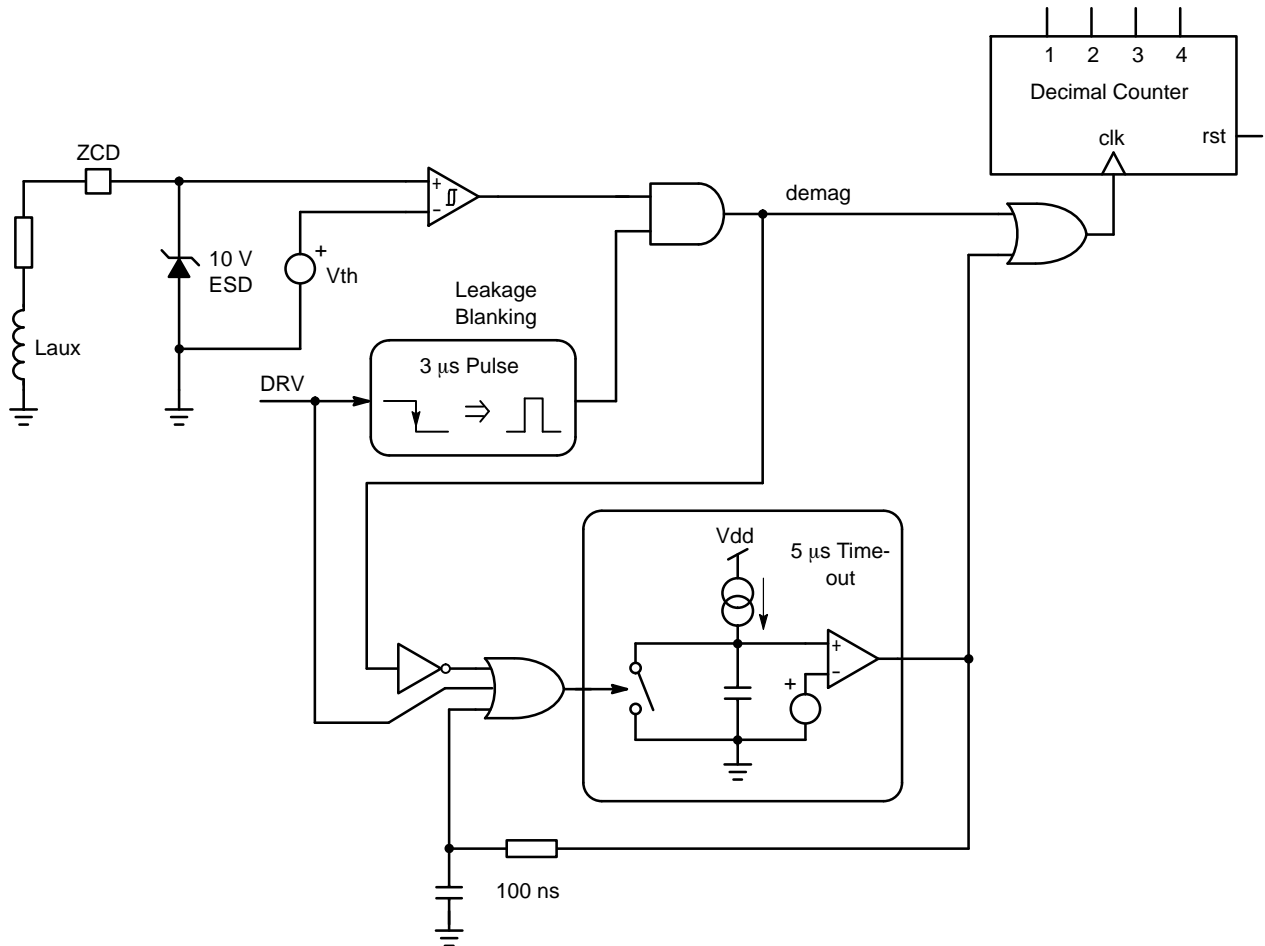 1 2 3 4
Decimal Counter
clk
rst
ZCD
demag
10 V
ESD
+
Vth
+
−
Laux
Leakage
Blanking
3 μs Pulse
DRV
Vdd
5 μs Time-
out
+
−
+
100 ns